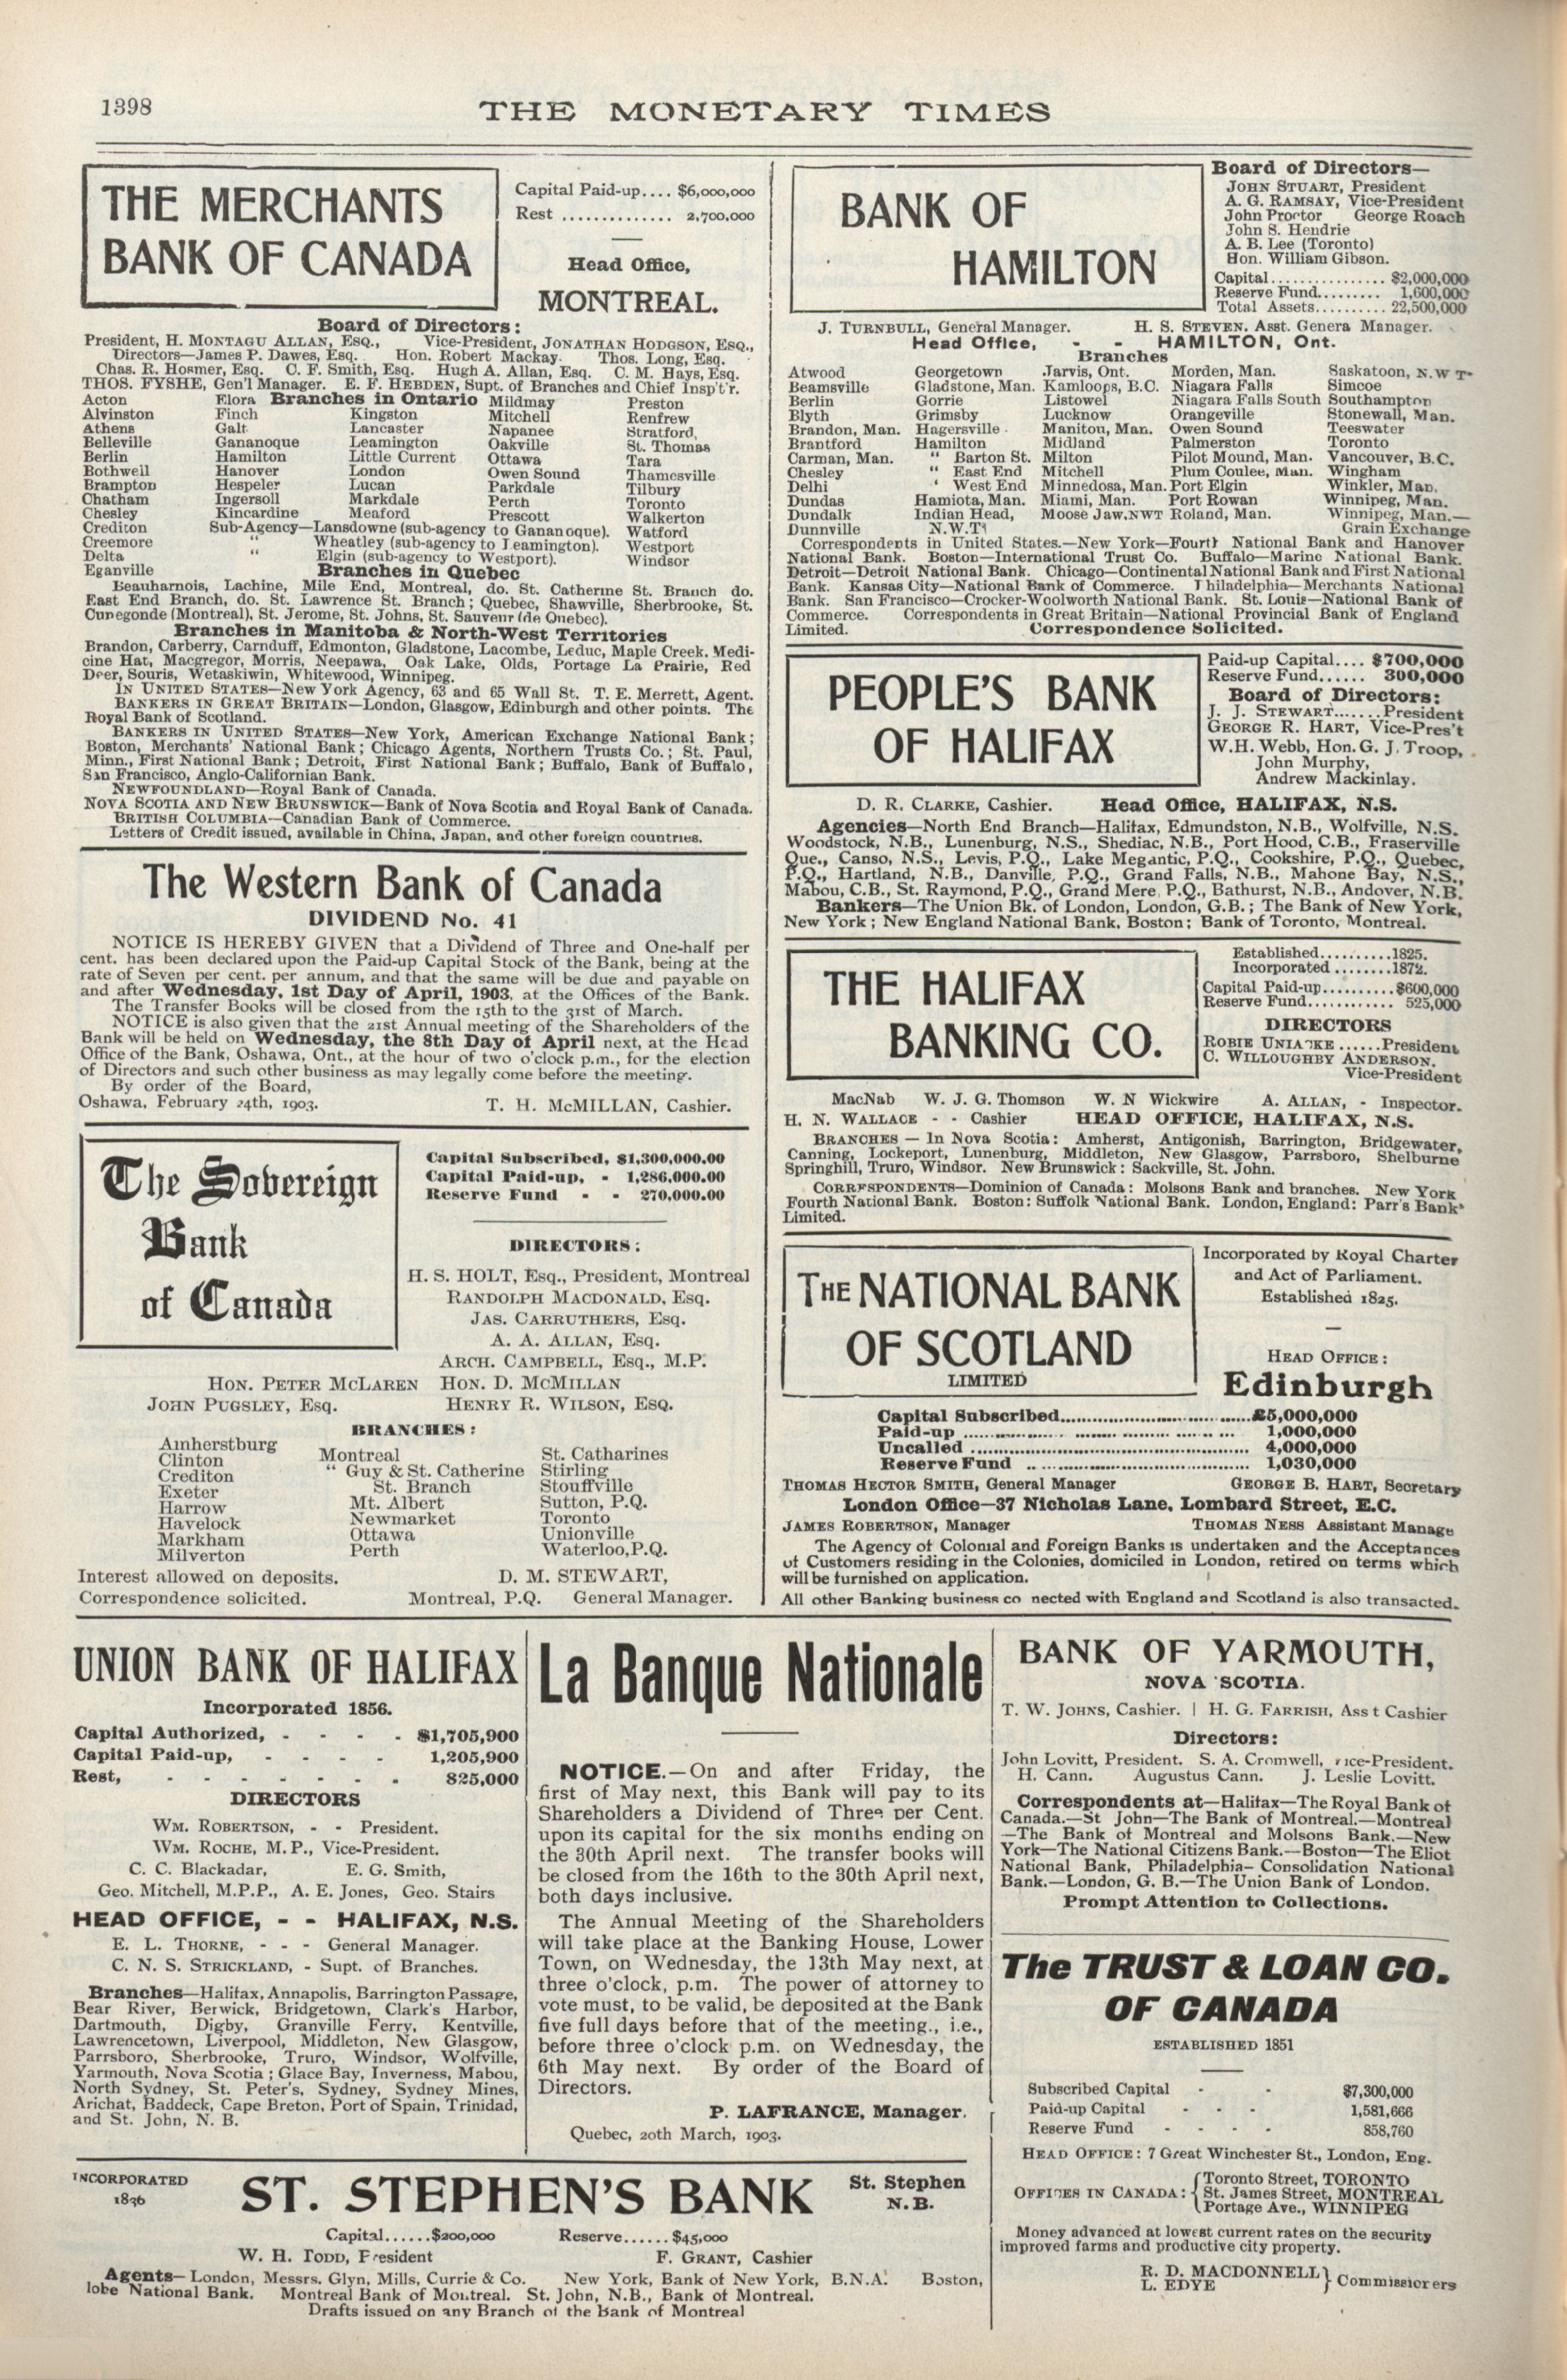 1398
THE MONETARY TIMES
THE MERCHANTS
BANK OF CANADA
Capital Paid-up.... $6,000,000
Rest .............. 2,700,000
Head Office,
MONTREAL.
Board of Directors:
President, H. MONTAGU ALLAN, ESQ., Vice-President, JONATHAN HODGSON, ESQ.,
Directors—James P. Dawes, Esq. Hon. Robert Mackay. Thos. Long, Esq.
Chas. R. Hosmer, Esq. C. F. Smith, Esq. Hugh A. Allan, Esq. C. M. Hays, Esq.
THOS. FYSHE, Gen'l Manager. E. F. HEBDEN, Supt. of Branches and Chief Insp't'r.
Branches in Ontario
Acton Elora Mildmay Preston
Alvinston Finch Kingston Mitchell Renfrew
Athens Galt Lancaster Napanee Stratford,
Belleville Gananoque Leamington Oakville St. Thomas
Berlin Hamilton Little Current Ottawa Tara
Bothwell Hanover London Owen Sound Thamesville
Brampton Hespeler Lucan Parkdale Tilbury
Chatham Ingersoll Markdale Perth Toronto
Chesley Kincardine Meaford Prescott Walkerton
Crediton Sub-Agency—Lansdowne (sub-agency to Gananoque). Watford
Creemore " Wheatley (sub-agency to Leamington). Westport
Delta " Elgin (sub-agency to Westport). Windsor
Eganville
Branches in Quebec
Beauharnois, Lachine, Mile End, Montreal, do. St. Catherine St. Branch do.
East End Branch, do. St. Lawrence St. Branch; Quebec, Shawville, Sherbrooke, St.
Cunegonde (Montreal), St. Jerome, St. Johns, St. Sauveur (de Quebec).
Branches in Manitoba & North-West Territories
Brandon, Carberry, Carnduff, Edmonton, Gladstone, Lacombe, Leduc, Maple Creek. Medi-
cine Hat, Macgregor, Morris, Neepawa, Oak Lake, Olds, Portage La Prairie, Red
Deer, Souris, Wetaskiwin, Whitewood, Winnipeg.
IN UNITED STATES—New York Agency, 63 and 65 Wall St. T. E. Merrett, Agent.
BANKERS IN GREAT BRITAIN—London, Glasgow, Edinburgh and other points. The
Royal Bank of Scotland.
BANKERS IN UNITED STATES—New York, American Exchange National Bank;
Boston, Merchants' National Bank; Chicago Agents, Northern Trusts Co.; St. Paul,
Minn., First National Bank; Detroit, First National Bank; Buffalo, Bank of Buffalo,
San Francisco, Anglo-Californian Bank.
NEWFOUNDLAND—Royal Bank of Canada.
NOVA SCOTIA AND NEW BRUNSWICK—Bank of Nova Scotia and Royal Bank of Canada.
BRITISH COLUMBIA—Canadian Bank of Commerce.
Letters of Credit issued, available in China, Japan, and other foreign countries.
The Western Bank of Canada
DIVIDEND No. 41
NOTICE IS HEREBY GIVEN that a Dividend of Three and One-half per
cent. has been declared upon the Paid-up Capital Stock of the Bank, being at the
rate of Seven per cent. per annum, and that the same will be due and payable on
and after Wednesday, 1st Day of April, 1903, at the Offices of the Bank.
The Transfer Books will be closed from the 15th to the 31st of March.
NOTICE is also given that the 21st Annual meeting of the Shareholders of the
Bank will be held on Wednesday, the 8th Day of April next, at the Head
Office of the Bank, Oshawa, Ont., at the hour of two o'clock p.m., for the election
of Directors and such other business as may legally come before the meeting.
By order of the Board,
Oshawa, February 24th, 1903. T. H. McMILLAN, Cashier.
The Sovereign
Bank
of Canada
Capital Subscribed, $1,300,000.00
Capital Paid-up, - 1,286,000.00
Reserve Fund - - 270,000.00
DIRECTORS:
H. S. HOLT, Esq., President, Montreal
RANDOLPH MACDONALD, Esq.
JAS. CARRUTHERS, Esq.
A. A. ALLAN, Esq.
ARCH. CAMPBELL, Esq., M.P.
HON. PETER MCLAREN HON. D. MCMILLAN
JOHN PUGSLEY, Esq. HENRY R. WILSON, ESQ.
BRANCHES:
Amherstburg
Clinton Montreal St. Catharines
Crediton " Guy & St. Catherine Stirling
Exeter St. Branch Stouffville
Harrow Mt. Albert Sutton, P.Q.
Havelock Newmarket Toronto
Markham Ottawa Unionville
Milverton Perth Waterloo, P.Q.
Interest allowed on deposits. D. M. STEWART,
Correspondence solicited. Montreal, P.Q. General Manager.
BANK OF
HAMILTON
Board of Directors—
JOHN STUART, President
A. G. RAMSAY, Vice-President
John Proctor George Roach
John S. Hendrie
A. B. Lee (Toronto)
Hon. William Gibson.
Capital................ $2,000,000
Reserve Fund......... 1,600,000
Total Assets.......... 22,500,000
J. TURNBULL, General Manager. H. S. STEVEN, Asst. Genera Manager.
Head Office, - - HAMILTON, Ont.
Branches
Atwood Georgetown Jarvis, Ont. Morden, Man. Saskatoon, N.W T.
Beamsville Gladstone, Man. Kamloops, B.C. Niagara Falls Simcoe
Berlin Gorrie Listowel Niagara Falls South Southampton
Blyth Grimsby Lucknow Orangeville Stonewall, Man.
Brandon, Man. Hagersville Manitou, Man. Owen Sound Teeswater
Brantford Hamilton Midland Palmerston Toronto
Carman, Man. " Barton St. Milton Pilot Mound, Man. Vancouver, B.C.
Chesley " East End Mitchell Plum Coulee, Man. Wingham
Delhi ' West End Minnedosa, Man. Port Elgin Winkler, Man.
Dundas Hamiota, Man. Miami, Man. Port Rowan Winnipeg, Man.
Dundalk Indian Head, Moose Jaw, NWT Roland, Man. Winnipeg, Man.—
Dunnville N.W.T. Grain Exchange
Correspondents in United States.—New York—Fourth National Bank and Hanover
National Bank. Boston—International Trust Co. Buffalo—Marine National Bank.
Detroit—Detroit National Bank. Chicago—Continental National Bank and First National
Bank. Kansas City—National Bank of Commerce. Philadelphia—Merchants National
Bank. San Francisco—Crocker-Woolworth National Bank. St. Louis—National Bank of
Commerce. Correspondents in Great Britain—National Provincial Bank of England
Limited. Correspondence Solicited.
PEOPLE'S BANK
OF HALIFAX
Paid-up Capital.... $700,000
Reserve Fund...... 300,000
Board of Directors:
J. J. STEWART.......President
GEORGE R. HART, Vice-Pres't
W.H. Webb, Hon. G. J. Troop,
John Murphy,
Andrew Mackinlay.
D. R. CLARKE, Cashier. Head Office, HALIFAX, N.S.
Agencies—North End Branch—Halifax, Edmundston, N.B., Wolfville, N.S.
Woodstock, N.B., Lunenburg, N.S., Shediac, N.B., Port Hood, C.B., Fraserville
Que., Canso, N.S., Levis, P.Q., Lake Megantic, P.Q., Cookshire, P.Q., Quebec,
P.Q., Hartland, N.B., Danville, P.Q., Grand Falls, N.B., Mahone Bay, N.S.,
Mabou, C.B., St. Raymond, P.Q., Grand Mere P.Q., Bathurst, N.B., Andover, N.B.
Bankers—The Union Bk. of London, London, G.B.; The Bank of New York,
New York; New England National Bank, Boston; Bank of Toronto, Montreal.
THE HALIFAX
BANKING CO.
Established..........1825.
Incorporated ........1872.
Capital Paid-up..........$600,000
Reserve Fund............ 525,000
DIRECTORS
ROBIE UNIACKE ......President
C. WILLOUGHBY ANDERSON,
Vice-President
MacNab W. J. G. Thomson W. N Wickwire A. ALLAN, - Inspector.
H. N. WALLACE - - Cashier HEAD OFFICE, HALIFAX, N.S.
BRANCHES — In Nova Scotia: Amherst, Antigonish, Barrington, Bridgewater,
Canning, Lockeport, Lunenburg, Middleton, New Glasgow, Parrsboro, Shelburne
Springhill, Truro, Windsor. New Brunswick: Sackville, St. John.
CORRESPONDENTS—Dominion of Canada: Molsons Bank and branches. New York
Fourth National Bank. Boston: Suffolk National Bank. London, England: Parr's Bank
Limited.
THE NATIONAL BANK
OF SCOTLAND
LIMITED
Incorporated by Royal Charter
and Act of Parliament.
Established 1825.
HEAD OFFICE:
Edinburgh
Capital Subscribed..............................£5,000,000
Paid-up .............................. 1,000,000
Uncalled .............................. 4,000,000
Reserve Fund .............................. 1,030,000
THOMAS HECTOR SMITH, General Manager GEORGE B. HART, Secretary
London Office—37 Nicholas Lane, Lombard Street, E.C.
JAMES ROBERTSON, Manager THOMAS NESS Assistant Manage
The Agency of Colonial and Foreign Banks is undertaken and the Acceptances
of Customers residing in the Colonies, domiciled in London, retired on terms which
will be furnished on application.
All other Banking business co nected with England and Scotland is also transacted.
UNION BANK OF HALIFAX
Incorporated 1856.
Capital Authorized, - - - - $1,705,900
Capital Paid-up, - - - - 1,205,900
Rest, - - - - - - - 825,000
DIRECTORS
WM. ROBERTSON, - - President.
WM. ROCHE, M.P., Vice-President.
C. C. Blackadar, E. G. Smith,
Geo. Mitchell, M.P.P., A. E. Jones, Geo. Stairs
HEAD OFFICE, - - HALIFAX, N.S.
E. L. THORNE, - - - General Manager.
C. N. S. STRICKLAND, - Supt. of Branches.
Branches—Halifax, Annapolis, Barrington Passage,
Bear River, Berwick, Bridgetown, Clark's Harbor,
Dartmouth, Digby, Granville Ferry, Kentville,
Lawrencetown, Liverpool, Middleton, New Glasgow,
Parrsboro, Sherbrooke, Truro, Windsor, Wolfville,
Yarmouth, Nova Scotia; Glace Bay, Inverness, Mabou,
North Sydney, St. Peter's, Sydney, Sydney Mines,
Arichat, Baddeck, Cape Breton, Port of Spain, Trinidad,
and St. John, N. B.
La Banque Nationale
NOTICE.—On and after Friday, the
first of May next, this Bank will pay to its
Shareholders a Dividend of Three per Cent.
upon its capital for the six months ending on
the 30th April next. The transfer books will
be closed from the 16th to the 30th April next,
both days inclusive.
The Annual Meeting of the Shareholders
will take place at the Banking House, Lower
Town, on Wednesday, the 13th May next, at
three o'clock, p.m. The power of attorney to
vote must, to be valid, be deposited at the Bank
five full days before that of the meeting., i.e.,
before three o'clock p.m. on Wednesday, the
6th May next. By order of the Board of
Directors.
P. LAFRANCE, Manager.
Quebec, 20th March, 1903.
BANK OF YARMOUTH,
NOVA SCOTIA.
T. W. JOHNS, Cashier. | H. G. FARRISH, Ass t Cashier
Directors:
John Lovitt, President. S. A. Cromwell, vice-President.
H. Cann. Augustus Cann. J. Leslie Lovitt.
Correspondents at—Halifax—The Royal Bank of
Canada.—St John—The Bank of Montreal.—Montreal
—The Bank of Montreal and Molsons Bank.—New
York—The National Citizens Bank.—Boston—The Eliot
National Bank, Philadelphia—Consolidation National
Bank.—London, G. B.—The Union Bank of London.
Prompt Attention to Collections.
The TRUST & LOAN CO.
OF CANADA
ESTABLISHED 1851
Subscribed Capital - - $7,300,000
Paid-up Capital - - - 1,581,666
Reserve Fund - - - - 858,760
HEAD OFFICE: 7 Great Winchester St., London, Eng.
OFFICES IN CANADA: { Toronto Street, TORONTO
St. James Street, MONTREAL
Portage Ave., WINNIPEG
Money advanced at lowest current rates on the security
improved farms and productive city property.
R. D. MACDONNELL
L. EDYE } Commissioners
INCORPORATED
1836
ST. STEPHEN'S BANK
St. Stephen
N.B.
Capital......$200,000 Reserve......$45,000
W. H. TODD, President F. GRANT, Cashier
Agents—London, Messrs. Glyn, Mills, Currie & Co. New York, Bank of New York, B.N.A. Boston,
lobe National Bank. Montreal Bank of Montreal. St. John, N.B., Bank of Montreal.
Drafts issued on any Branch of the Bank of Montreal